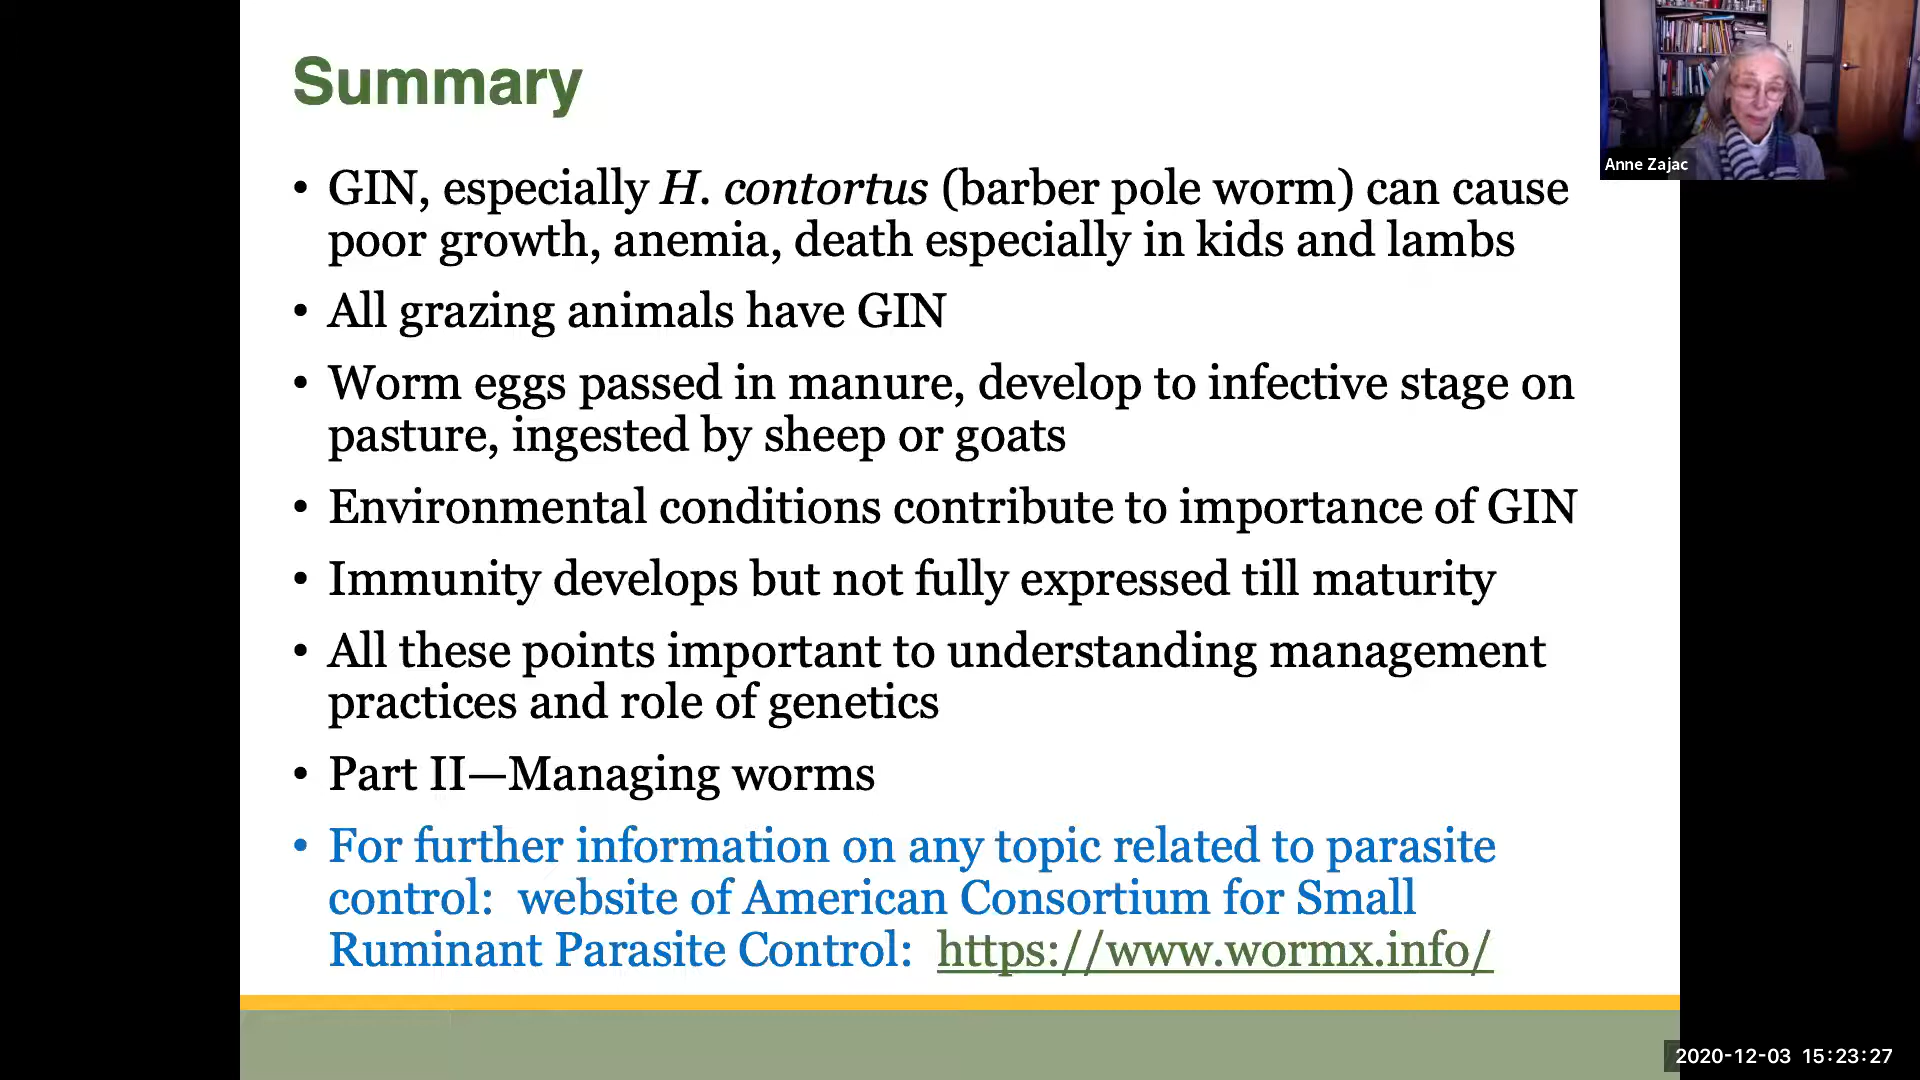 Summary
• GIN, especially H. contortus (barber pole worm) can cause
poor growth, anemia, death especially in kids and lambs
• All grazing animals have GIN
• Worm eggs passed in manure, develop to infective stage on
pasture, ingested by sheep or goats
• Environmental conditions contribute to importance of GIN
• Immunity develops but not fully expressed till maturity
• All these points important to understanding management
practices and role of genetics
• Part II—Managing worms
• For further information on any topic related to parasite
control:  website of American Consortium for Small
Ruminant Parasite Control:  https://www.wormx.info/
Anne Zajac
2020-12-03 15:23:27